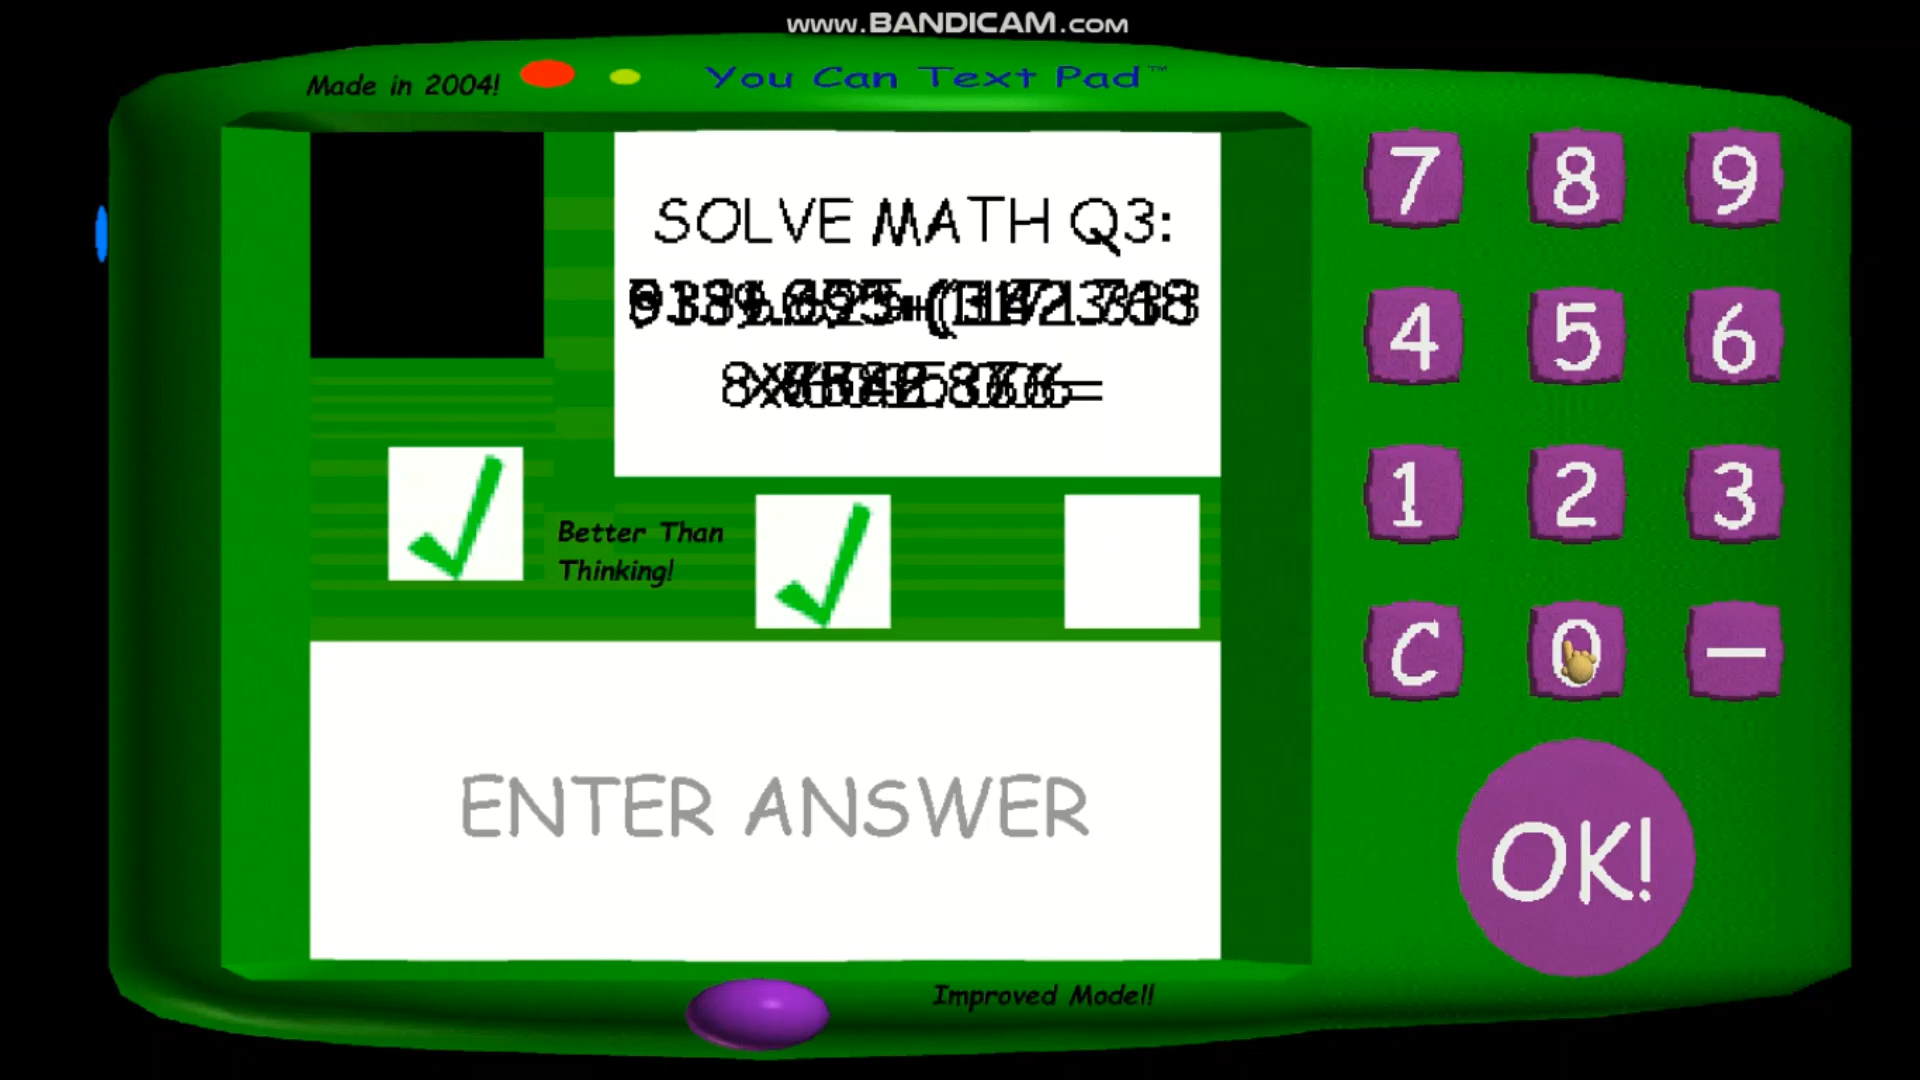 www.BANDICAM.com
Made in 2004!
You Can Text Pad™
SOLVE MATH Q3:
Better Than
Thinking!
ENTER ANSWER
Improved Model!
7 8 9
4 5 6
1 2 3
C 0 —
OK!